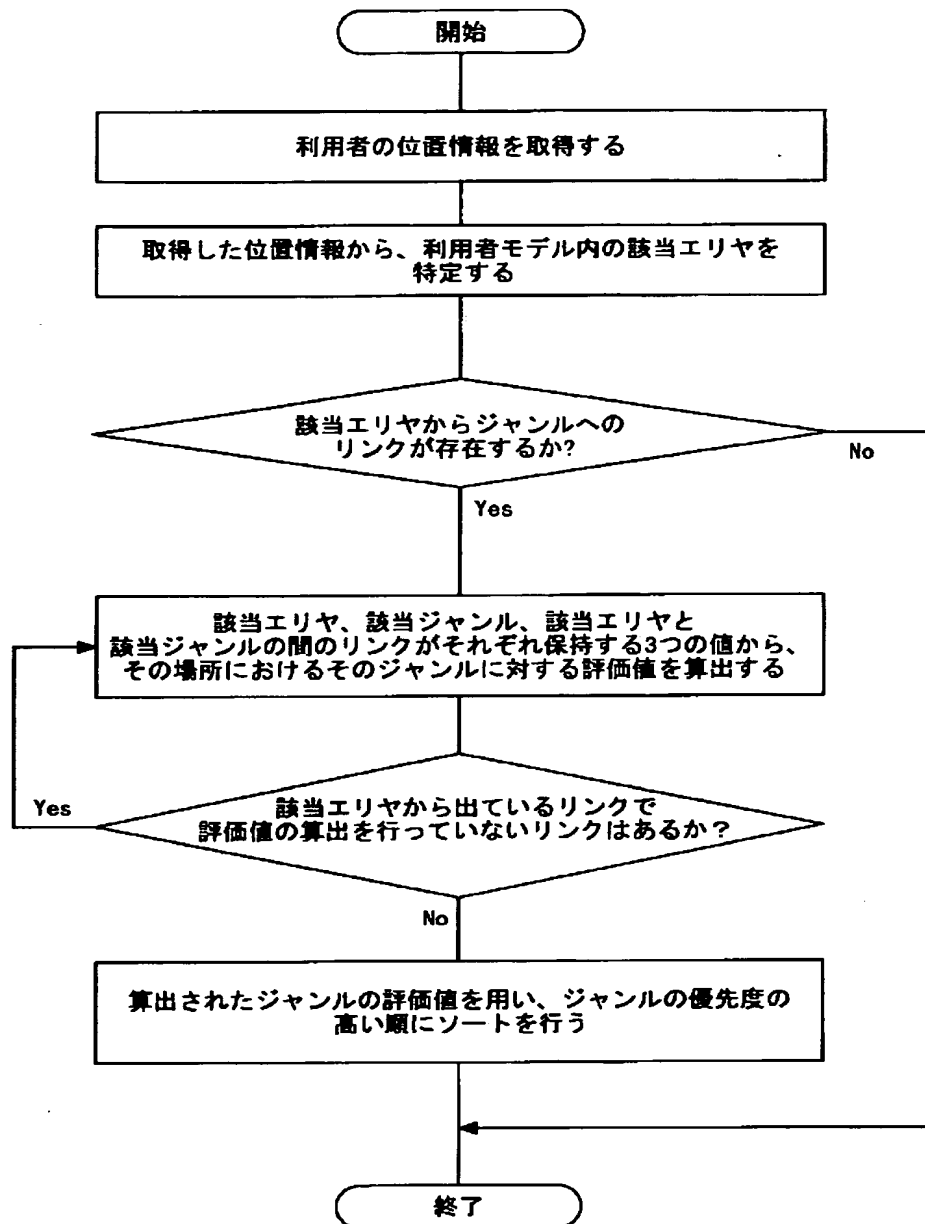 開始
利用者の位置情報を取得する
取得した位置情報から、利用者モデル内の該当エリヤを
特定する
該当エリヤからジャンルへの
リンクが存在するか?
No
Yes
該当エリヤ、該当ジャンル、該当エリヤと
該当ジャンルの間のリンクがそれぞれ保持する3つの値から、
その場所におけるそのジャンルに対する評価値を算出する
Yes
該当エリヤから出ているリンクで
評価値の算出を行っていないリンクはあるか？
No
算出されたジャンルの評価値を用い、ジャンルの優先度の
高い順にソートを行う
終了